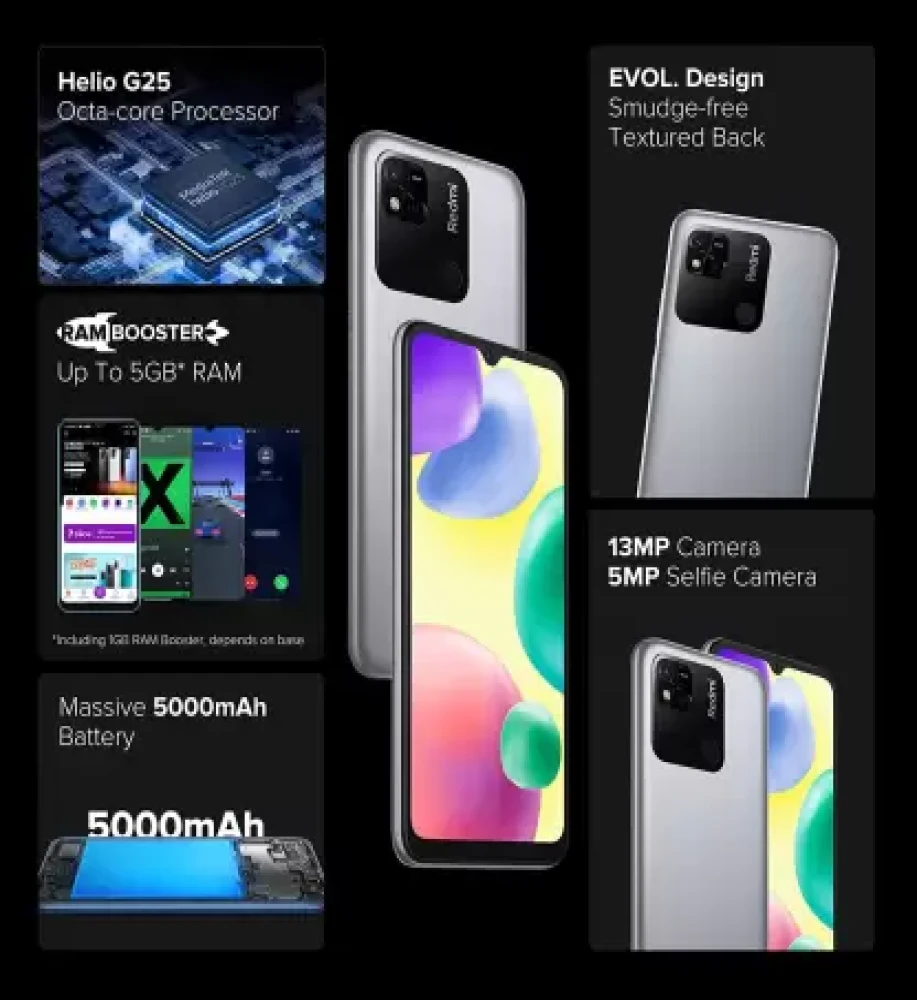 Helio G25
Octa-core Processor
MediaTek
helio G25
RAM BOOSTER
Up To 5GB* RAM
X
*Including 1GB RAM Booster, depends on base
Massive 5000mAh
Battery
5000mAh
Redmi
EVOL. Design
Smudge-free
Textured Back
Redmi
13MP Camera
5MP Selfie Camera
Redmi